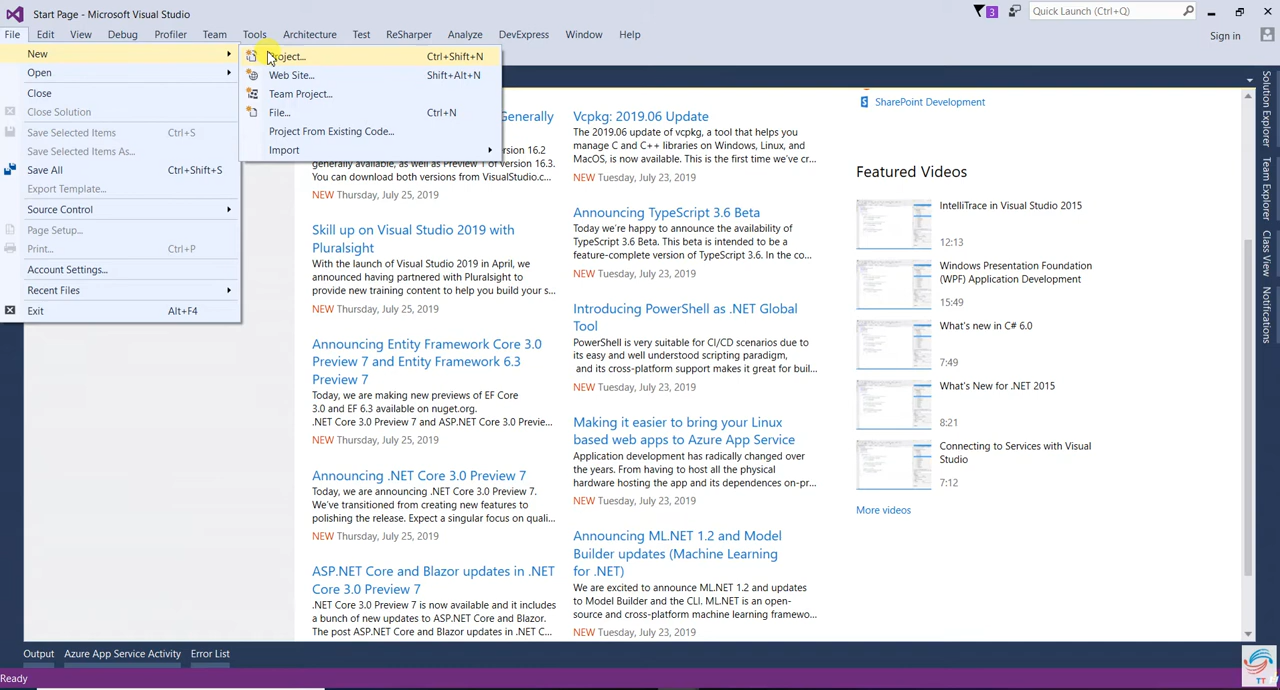 Start Page - Microsoft Visual Studio
3
Quick Launch (Ctrl+Q)
File Edit View Debug Profiler Team Tools Architecture Test ReSharper Analyze DevExpress Window Help
Sign in
New
Open
Close
Close Solution
Save Selected Items Ctrl+S
Save Selected Items As...
Save All Ctrl+Shift+S
Export Template...
Source Control
Page Setup...
Print... Ctrl+P
Account Settings...
Recent Files
Exit Alt+F4
Project... Ctrl+Shift+N
Web Site... Shift+Alt+N
Team Project...
File... Ctrl+N
Project From Existing Code...
Import
Generally
16.2
generally available, as well as Preview 1 of version 16.3.
You can download both versions from VisualStudio.c...
NEW Thursday, July 25, 2019
Skill up on Visual Studio 2019 with
Pluralsight
With the launch of Visual Studio 2019 in April, we
announced having partnered with Pluralsight to
provide new training content to help you build your s...
NEW Thursday, July 25, 2019
Announcing Entity Framework Core 3.0
Preview 7 and Entity Framework 6.3
Preview 7
We are making new previews of EF Core
3.0 and EF 6.3 available on nuget.org.
.NET Core 3.0 Preview 7 and ASP.NET Core 3.0 Previe...
NEW Thursday, July 25, 2019
Announcing .NET Core 3.0 Preview 7
Today, we are announcing .NET Core 3.0 Preview 7.
We've transitioned from creating new features to
polishing the release. Expect a singular focus on quali...
NEW Thursday, July 25, 2019
ASP.NET Core and Blazor updates in .NET
Core 3.0 Preview 7
.NET Core 3.0 Preview 7 is now available and it includes
a bunch of new updates to ASP.NET Core and Blazor.
The post ASP.NET Core and Blazor updates in .NET C...
Vcpkg: 2019.06 Update
The 2019.06 update of vcpkg, a tool that helps you
manage C and C++ libraries on Windows, Linux, and
MacOS, is now available. This is the first time we've cr...
NEW Tuesday, July 23, 2019
Announcing TypeScript 3.6 Beta
Today we're happy to announce the availability of
TypeScript 3.6 Beta. This beta is intended to be a
feature-complete version of TypeScript 3.6. In the co...
NEW Tuesday, July 23, 2019
Introducing PowerShell as .NET Global
Tool
PowerShell is very suitable for CI/CD scenarios due to
its easy and well understood scripting paradigm,
and its cross-platform support makes it great for buil...
NEW Tuesday, July 23, 2019
Making it easier to bring your Linux
based web apps to Azure App Service
Application development has radically changed over
the years. From having to host all the physical
hardware hosting the app and its dependences on-pr...
NEW Tuesday, July 23, 2019
Announcing ML.NET 1.2 and Model
Builder updates (Machine Learning
for .NET)
We are excited to announce ML.NET 1.2 and updates
to Model Builder and the CLI. ML.NET is an open-
source and cross-platform machine learning framewo...
NEW Tuesday, July 23, 2019
SharePoint Development
Featured Videos
IntelliTrace in Visual Studio 2015
12:13
Windows Presentation Foundation
(WPF) Application Development
15:49
What's new in C# 6.0
7:49
What's New for .NET 2015
8:21
Connecting to Services with Visual
Studio
7:12
More videos
Solution Explorer
Team Explorer
Class View
Notifications
Output Azure App Service Activity Error List
Ready